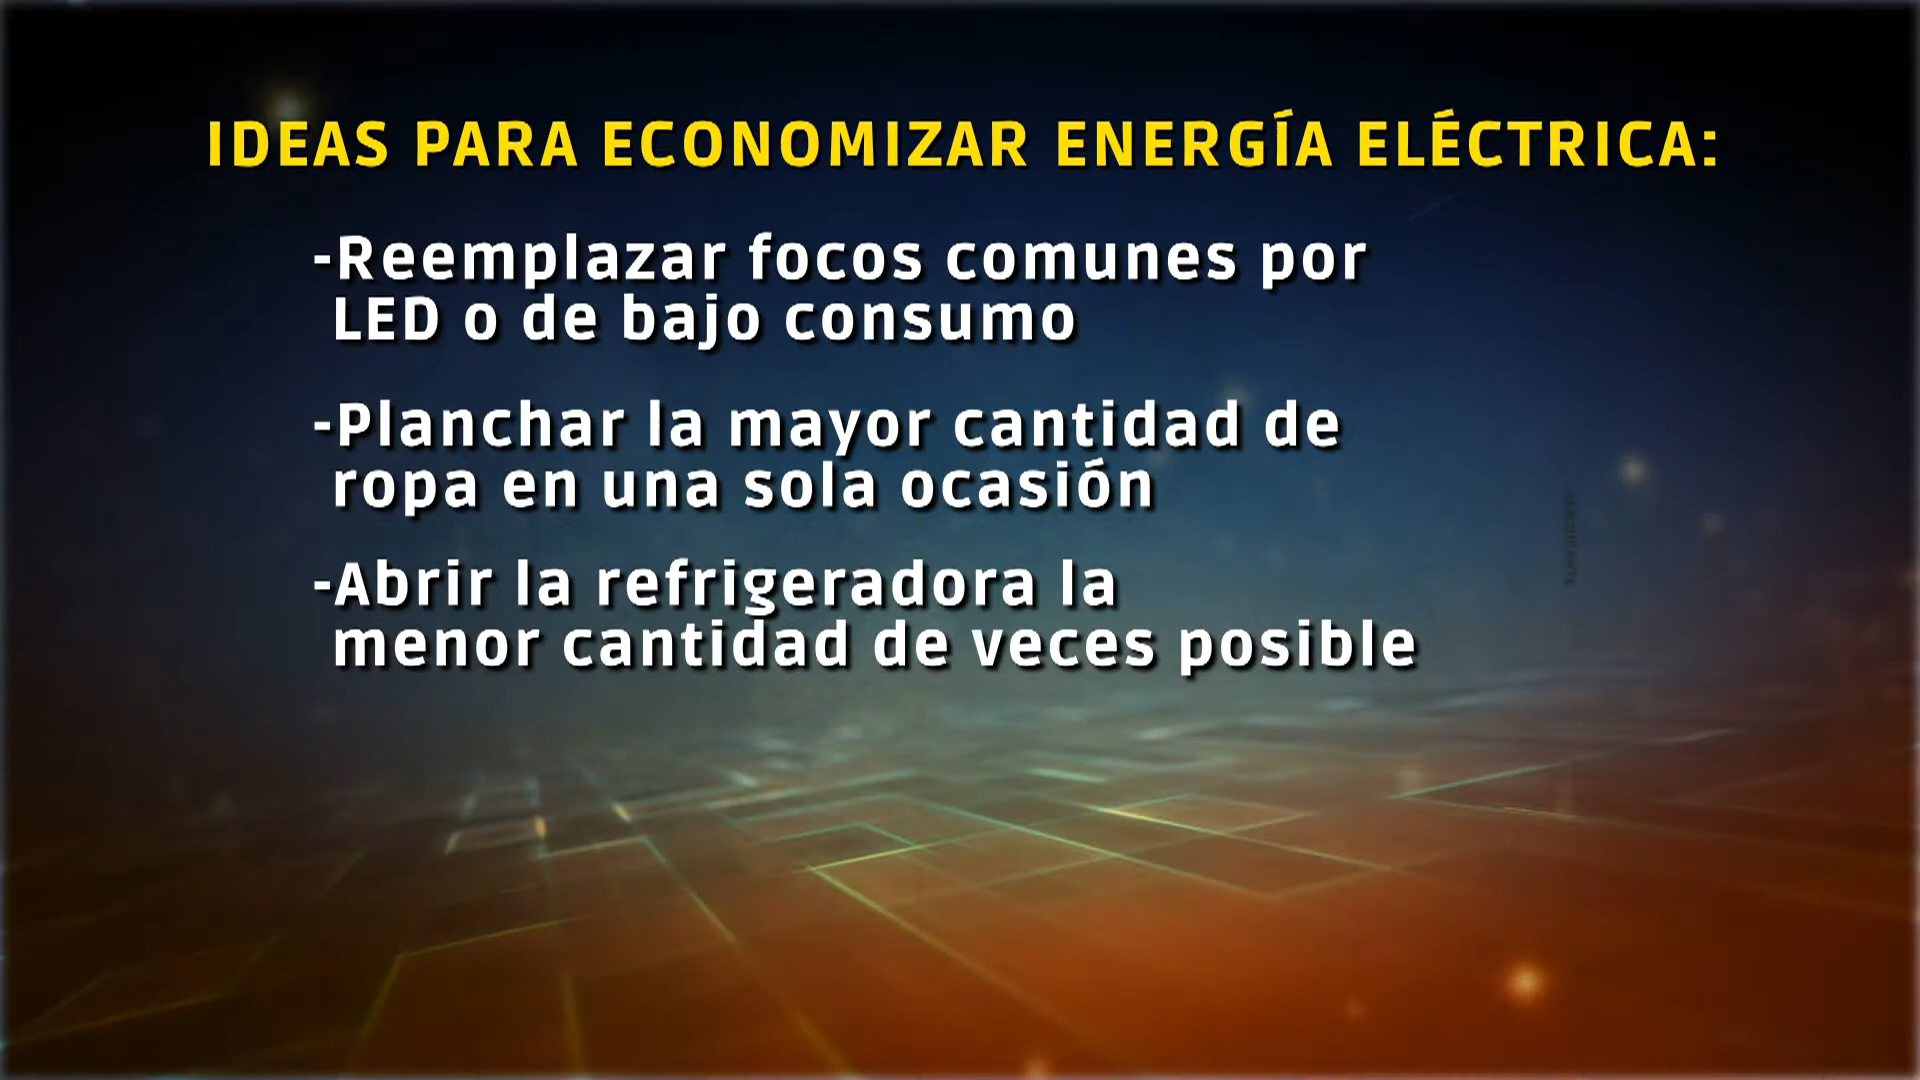 IDEAS PARA ECONOMIZAR ENERGÍA ELÉCTRICA:
-Reemplazar focos comunes por
LED o de bajo consumo
-Planchar la mayor cantidad de
ropa en una sola ocasión
-Abrir la refrigeradora la
menor cantidad de veces posible